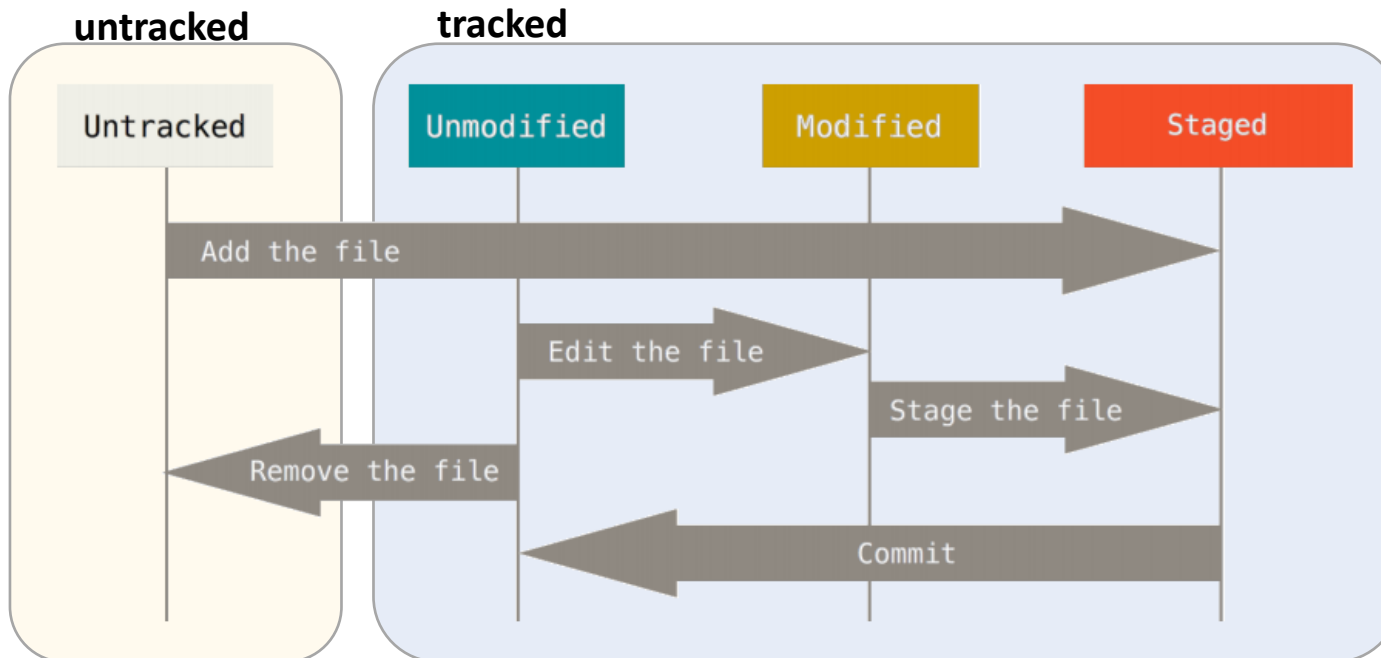 untracked
tracked
Untracked
Unmodified
Modified
Staged
Add the file
Edit the file
Stage the file
Remove the file
Commit